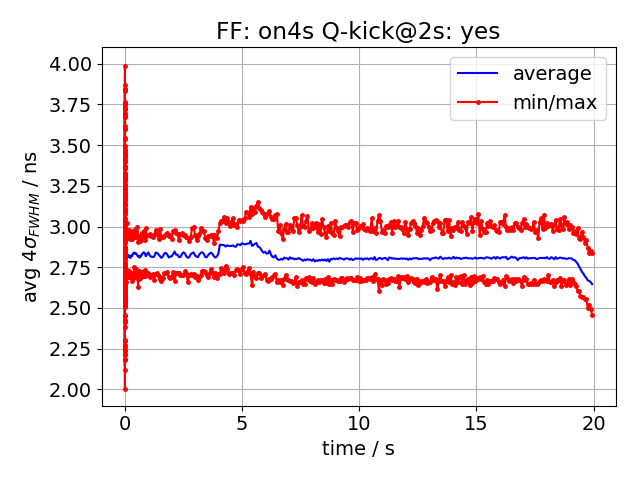 FF: on4s Q-kick@2s: yes
avg 4σ_FWHM / ns
4.00
3.75
3.50
3.25
3.00
2.75
2.50
2.25
2.00
average
min/max
0 5 10 15 20
time / s